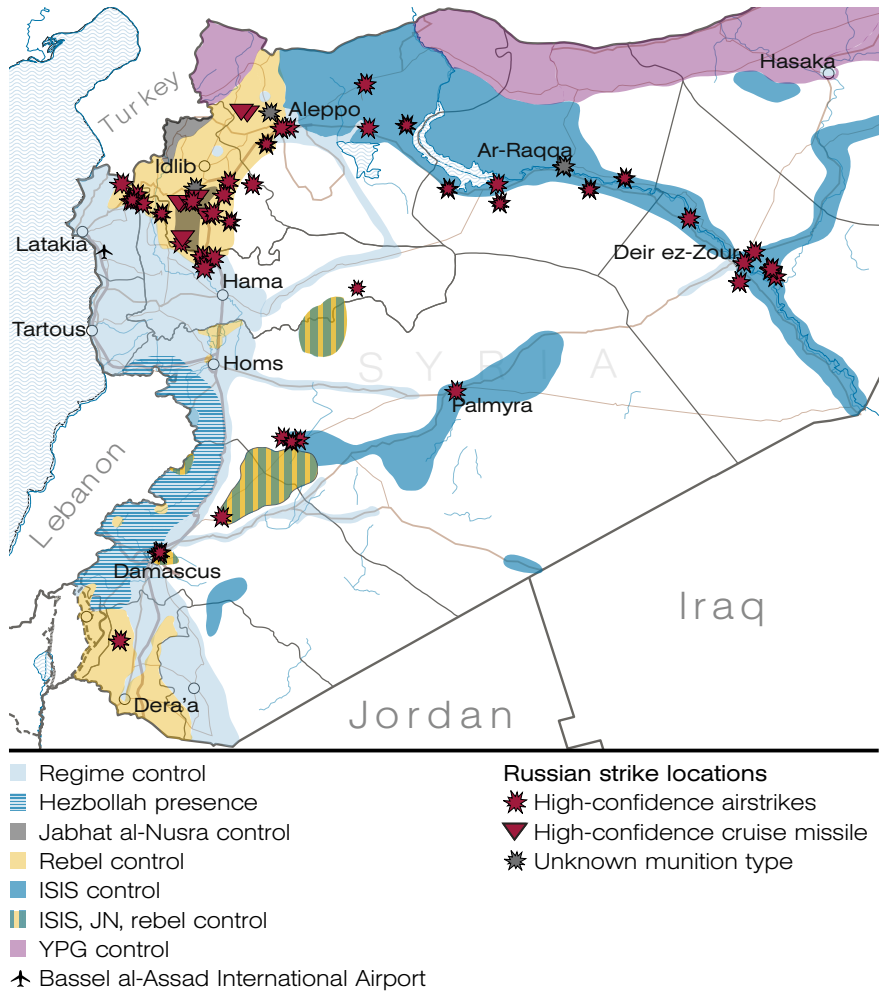 Hasaka
Turkey
Aleppo
Idlib
Ar-Raqqa
Latakia
Deir ez-Zour
Hama
Tartous
Homs
SYRIA
Palmyra
Lebanon
Damascus
Iraq
Dera'a
Jordan
Regime control
Hezbollah presence
Jabhat al-Nusra control
Rebel control
ISIS control
ISIS, JN, rebel control
YPG control
Bassel al-Assad International Airport
Russian strike locations
High-confidence airstrikes
High-confidence cruise missile
Unknown munition type